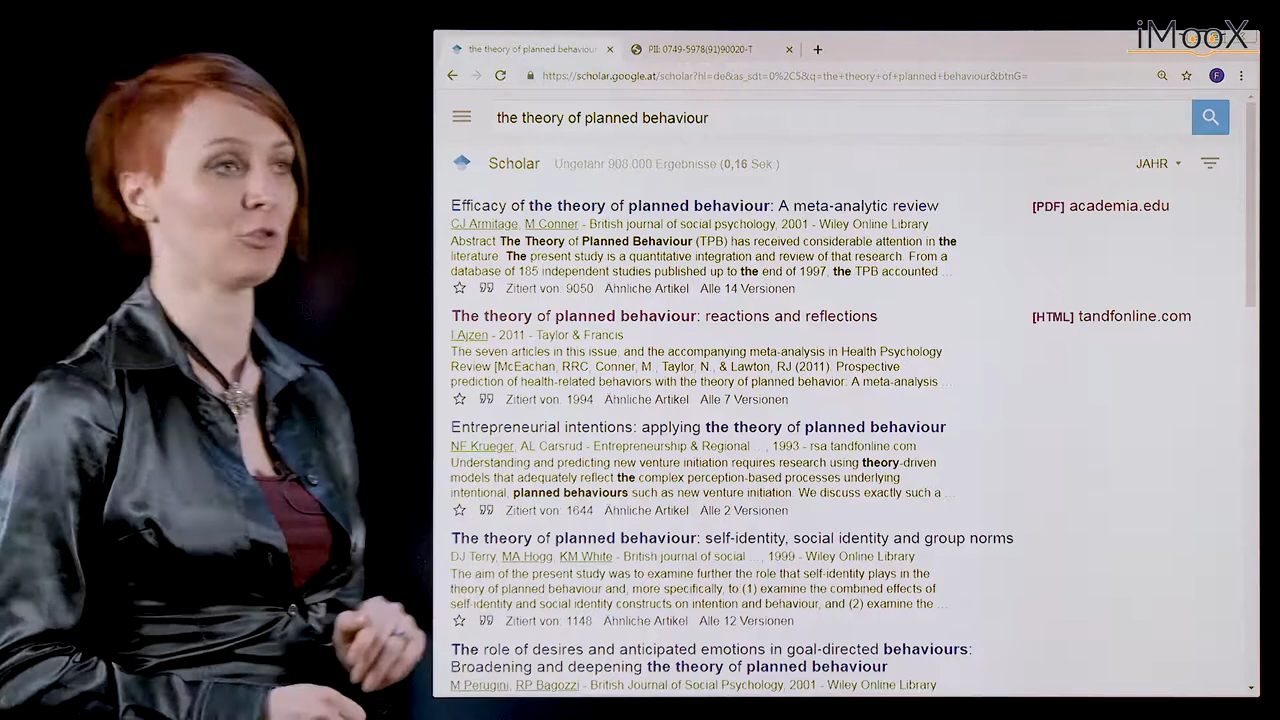 iMooX
the theory of planned behaviour
PII: 0749-5978(91)90020-T
https://scholar.google.at/scholar?hl=de&as_sdt=0%2C5&q=the+theory+of+planned+behaviour&btnG=
F
the theory of planned behaviour
Scholar Ungefähr 908.000 Ergebnisse (0,16 Sek.)
JAHR
Efficacy of the theory of planned behaviour: A meta-analytic review
[PDF] academia.edu
CJ Armitage, M Conner - British journal of social psychology, 2001 - Wiley Online Library
Abstract The Theory of Planned Behaviour (TPB) has received considerable attention in the
literature. The present study is a quantitative integration and review of that research. From a
database of 185 independent studies published up to the end of 1997, the TPB accounted …
Zitiert von: 9050 Ähnliche Artikel Alle 14 Versionen
The theory of planned behaviour: reactions and reflections
[HTML] tandfonline.com
I Ajzen - 2011 - Taylor & Francis
The seven articles in this issue, and the accompanying meta-analysis in Health Psychology
Review [McEachan, RRC, Conner, M., Taylor, N., & Lawton, RJ (2011). Prospective
prediction of health-related behaviors with the theory of planned behavior: A meta-analysis …
Zitiert von: 1994 Ähnliche Artikel Alle 7 Versionen
Entrepreneurial intentions: applying the theory of planned behaviour
NF Krueger, AL Carsrud - Entrepreneurship & Regional …, 1993 - rsa.tandfonline.com
Understanding and predicting new venture initiation requires research using theory-driven
models that adequately reflect the complex perception-based processes underlying
intentional, planned behaviours such as new venture initiation. We discuss exactly such a …
Zitiert von: 1644 Ähnliche Artikel Alle 2 Versionen
The theory of planned behaviour: self-identity, social identity and group norms
DJ Terry, MA Hogg, KM White - British journal of social …, 1999 - Wiley Online Library
The aim of the present study was to examine further the role that self-identity plays in the
theory of planned behaviour and, more specifically, to (1) examine the combined effects of
self-identity and social identity constructs on intention and behaviour, and (2) examine the …
Zitiert von: 1148 Ähnliche Artikel Alle 12 Versionen
The role of desires and anticipated emotions in goal-directed behaviours:
Broadening and deepening the theory of planned behaviour
M Perugini, RP Bagozzi - British Journal of Social Psychology, 2001 - Wiley Online Library